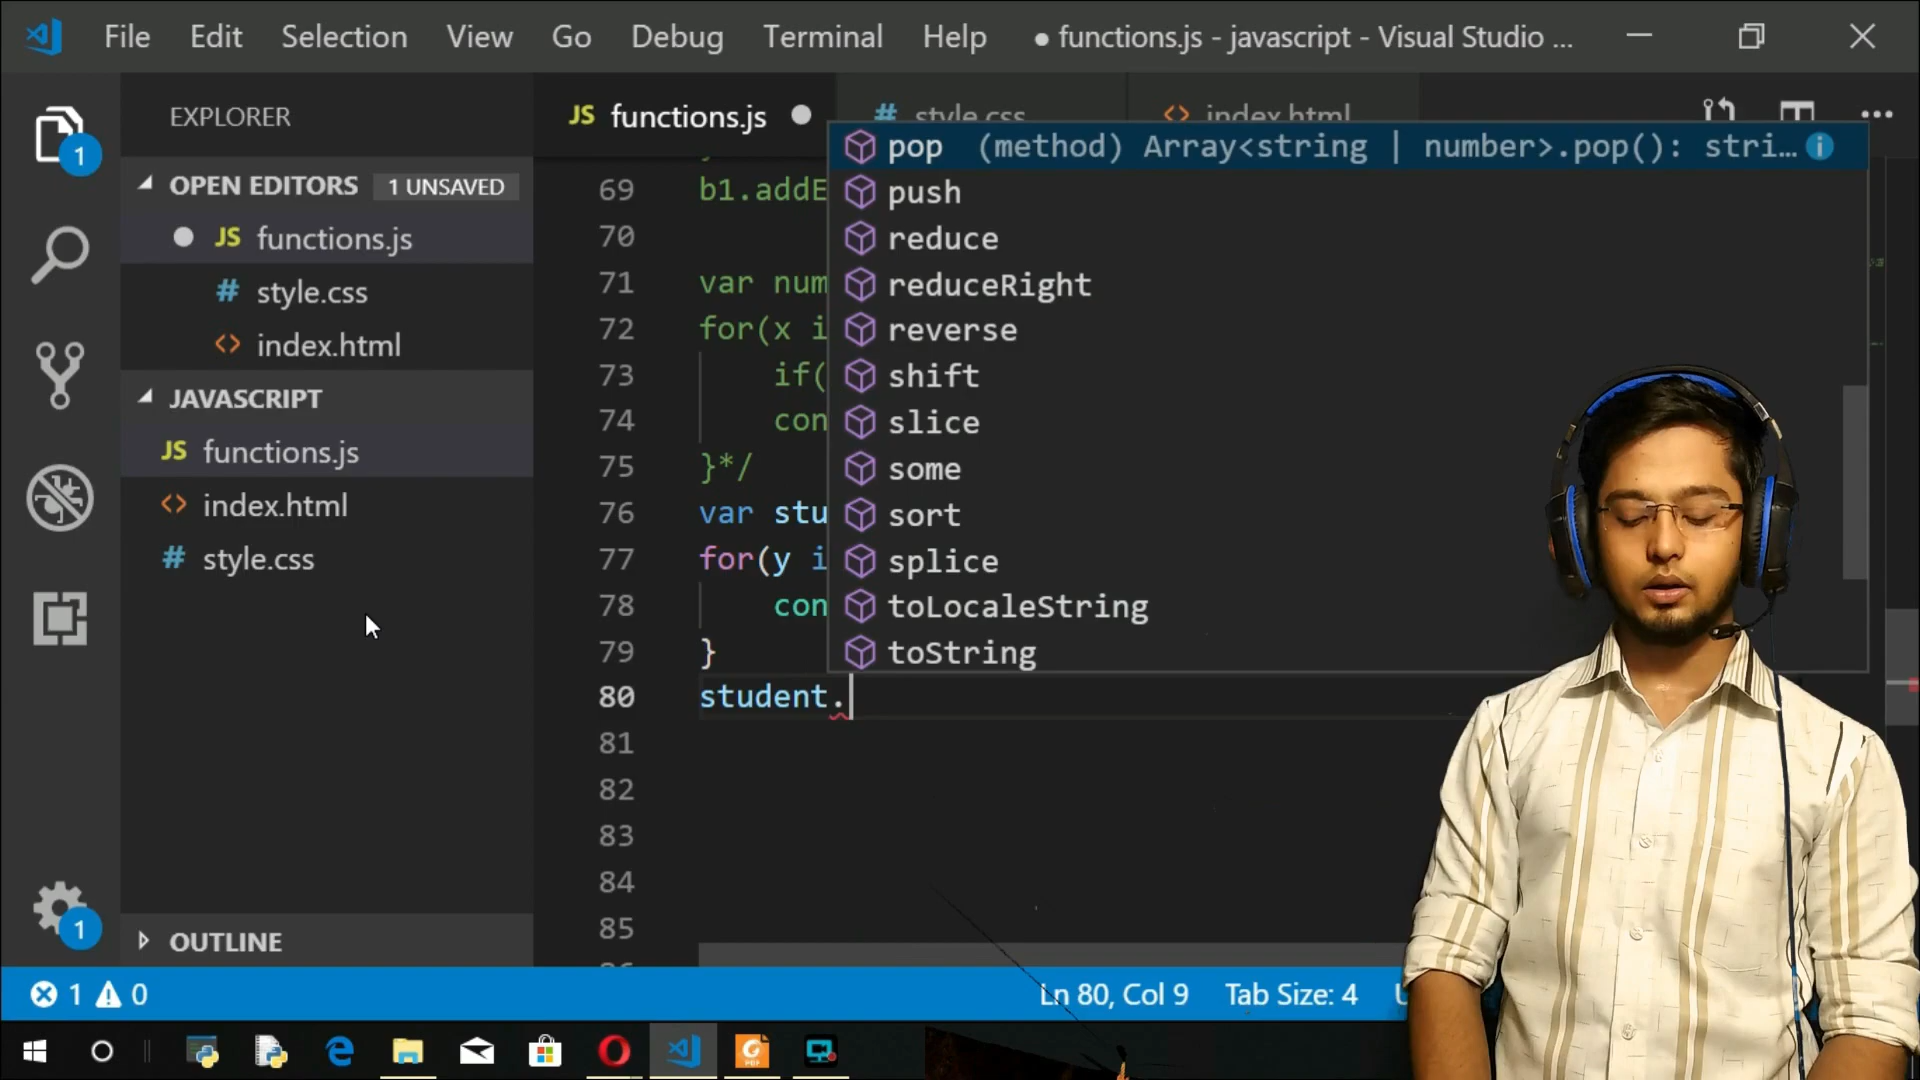 File Edit Selection View Go Debug Terminal Help ● functions.js - javascript - Visual Studio ...
EXPLORER
JS functions.js
# style.css
<> index.html
OPEN EDITORS 1 UNSAVED
JS functions.js
# style.css
<> index.html
JAVASCRIPT
JS functions.js
<> index.html
# style.css
OUTLINE
1
1
69 b1.addE
70
71 var num
72 for(x i
73 if(
74 con
75 }*/
76 var stu
77 for(y i
78 con
79 }
80 student.
81
82
83
84
85
pop (method) Array<string | number>.pop(): stri...
push
reduce
reduceRight
reverse
shift
slice
some
sort
splice
toLocaleString
toString
1 0 Ln 80, Col 9 Tab Size: 4